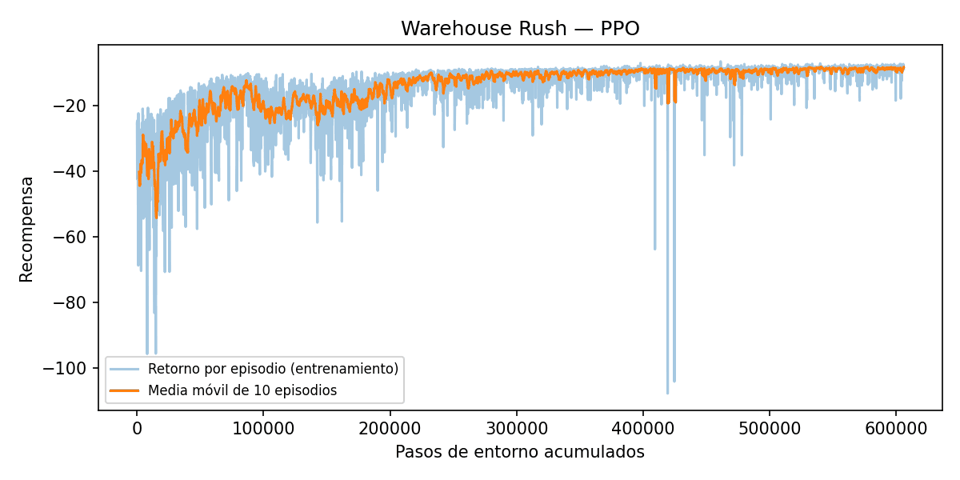 Warehouse Rush — PPO
Recompensa
−20
−40
−60
−80
−100
Retorno por episodio (entrenamiento)
Media móvil de 10 episodios
0 100000 200000 300000 400000 500000 600000
Pasos de entorno acumulados